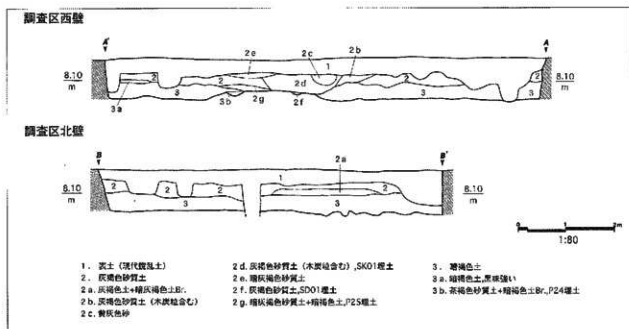 調査区西壁
A'
A
2e
2c
2b
1
2
2
2
2d
2
8.10
m
8.10
m
3
3
3
3a
3b
2g
2f
調査区北壁
B
B'
2a
1
2
2
2
2
2
8.10
m
8.10
m
3
3
0 1 2m
1:80
1. 表土(現代攪乱土)
2. 灰褐色砂質土
2a. 灰褐色土+暗灰褐色土Br.
2b. 灰褐色砂質土(木炭粒含む)
2c. 黄灰色砂
2d. 灰褐色砂質土(木炭粒含む),SK01埋土
2e. 暗灰褐色砂質土
2f. 灰褐色砂質土,SD01埋土
2g. 暗灰褐色砂質土+暗褐色土,P25埋土
3. 暗褐色土
3a. 暗褐色土,黒味強い
3b. 茶褐色砂質土+暗褐色土Br.,P24埋土